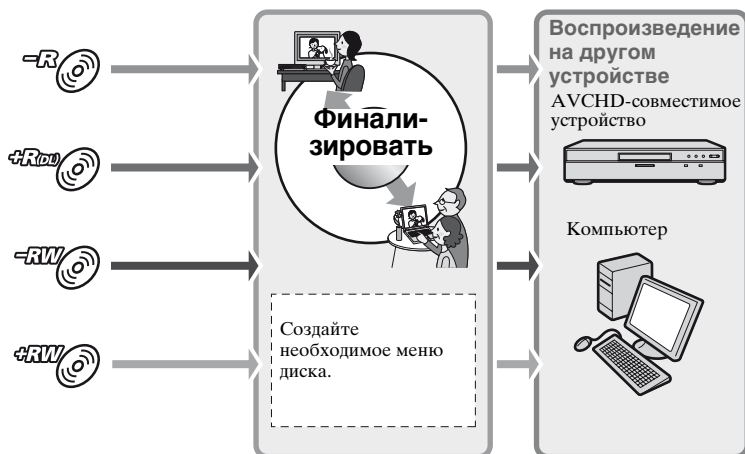 -R
+R(DL)
-RW
+RW
Финали-
зировать
Создайте
необходимое меню
диска.
Воспроизведение
на другом
устройстве
AVCHD-совместимое
устройство
Компьютер